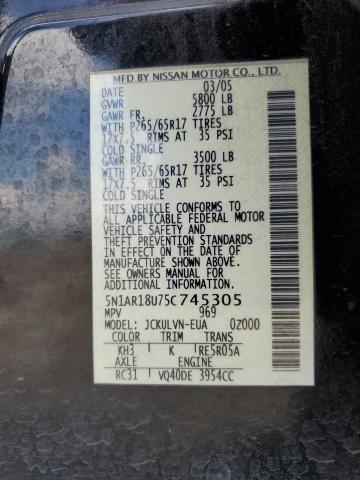 MFD BY NISSAN MOTOR CO., LTD.
DATE 03/05
GVWR 5800 LB
GAWR FR. 2775 LB
WITH P265/65R17 TIRES
17X7.5 RIMS AT 35 PSI
COLD SINGLE
GAWR RR. 3500 LB
WITH P265/65R17 TIRES
17X7.5 RIMS AT 35 PSI
COLD SINGLE
THIS VEHICLE CONFORMS TO
ALL APPLICABLE FEDERAL MOTOR
VEHICLE SAFETY AND
THEFT PREVENTION STANDARDS
IN EFFECT ON THE DATE OF
MANUFACTURE SHOWN ABOVE.
SEE OWNERS MANUAL FOR
ADDITIONAL INFORMATION.
5N1AR18U75C745305
MPV 969
MODEL: JCKULVN-EUA 0Z000
COLOR TRIM TRANS
KH3 K RE5R05A
AXLE ENGINE
RC31 VQ40DE 3954CC